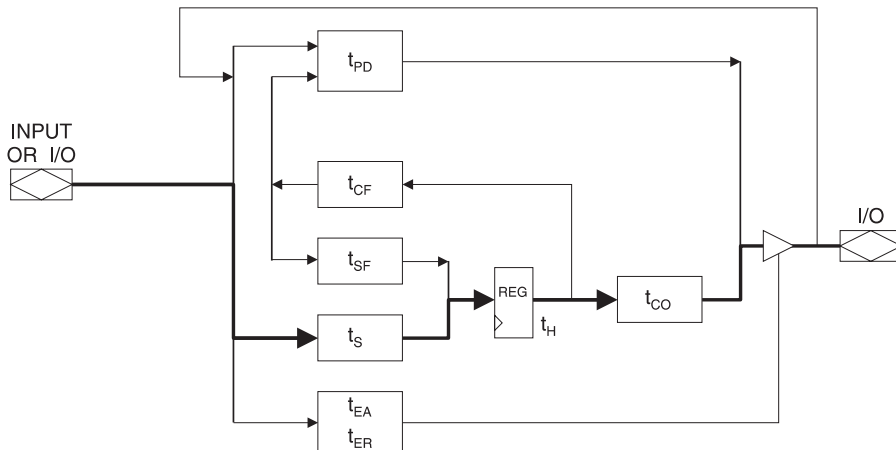 t_PD
INPUT
OR I/O
t_CF
I/O
t_SF
REG
t_CO
t_S
t_H
t_EA
t_ER